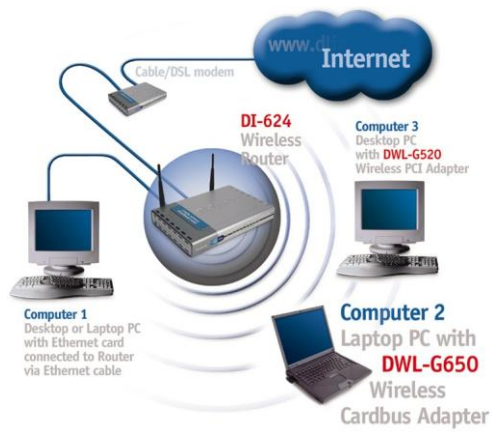 www.dl
Internet
Cable/DSL modem
DI-624
Wireless
Router
Computer 3
Desktop PC
with DWL-G520
Wireless PCI Adapter
Computer 1
Desktop or Laptop PC
with Ethernet card
connected to Router
via Ethernet cable
Computer 2
Laptop PC with
DWL-G650
Wireless
Cardbus Adapter